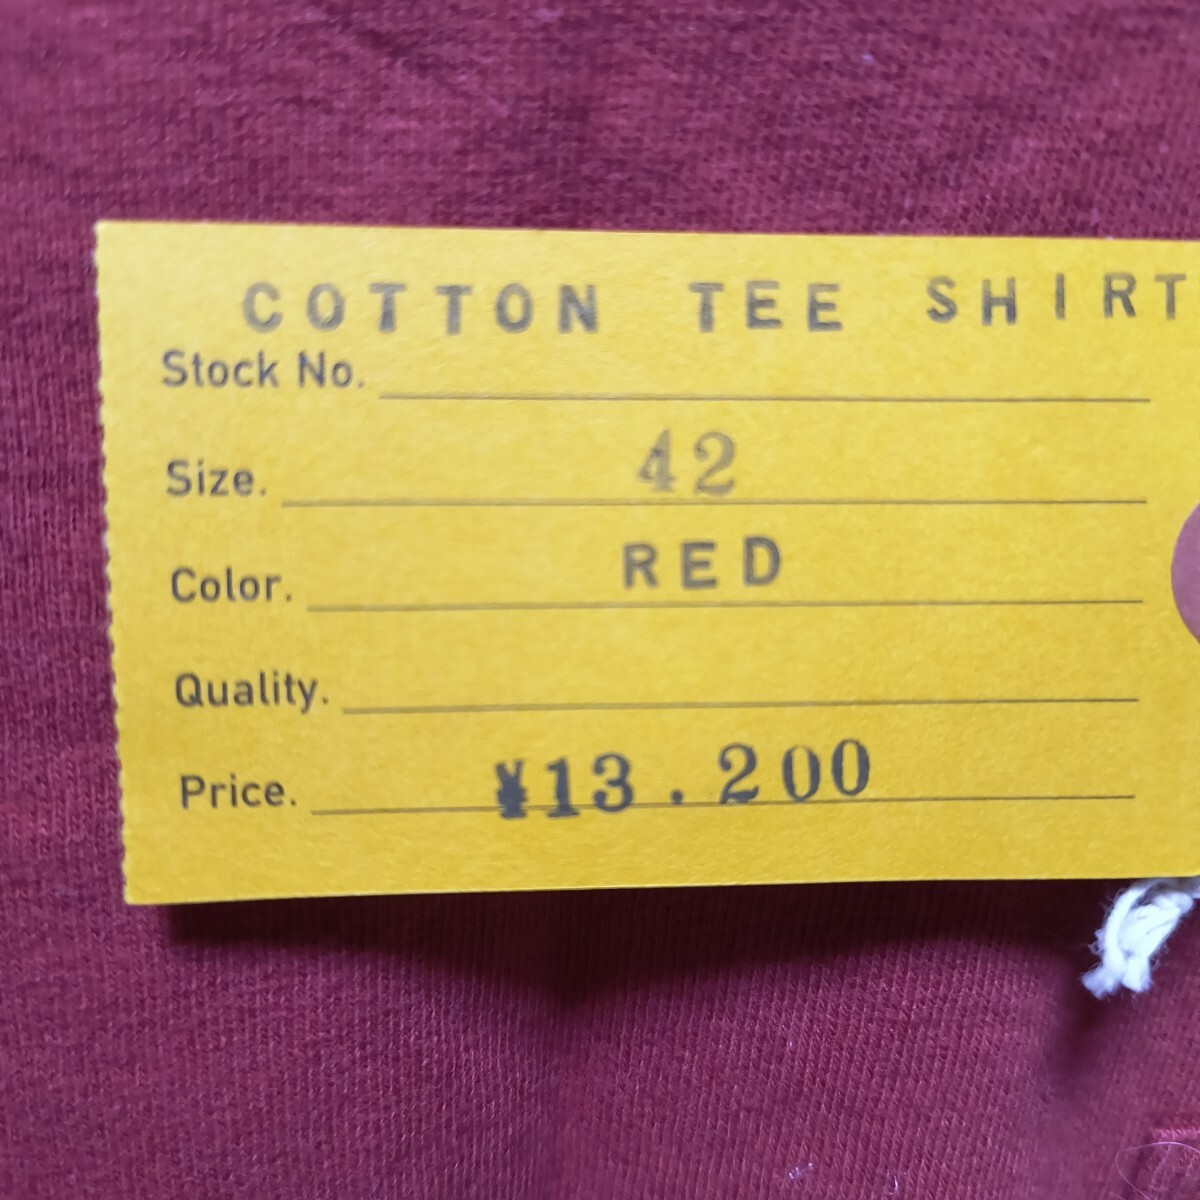 COTTON TEE SHIRT
Stock No.
Size. 42
Color. RED
Quality.
Price. ¥13.200